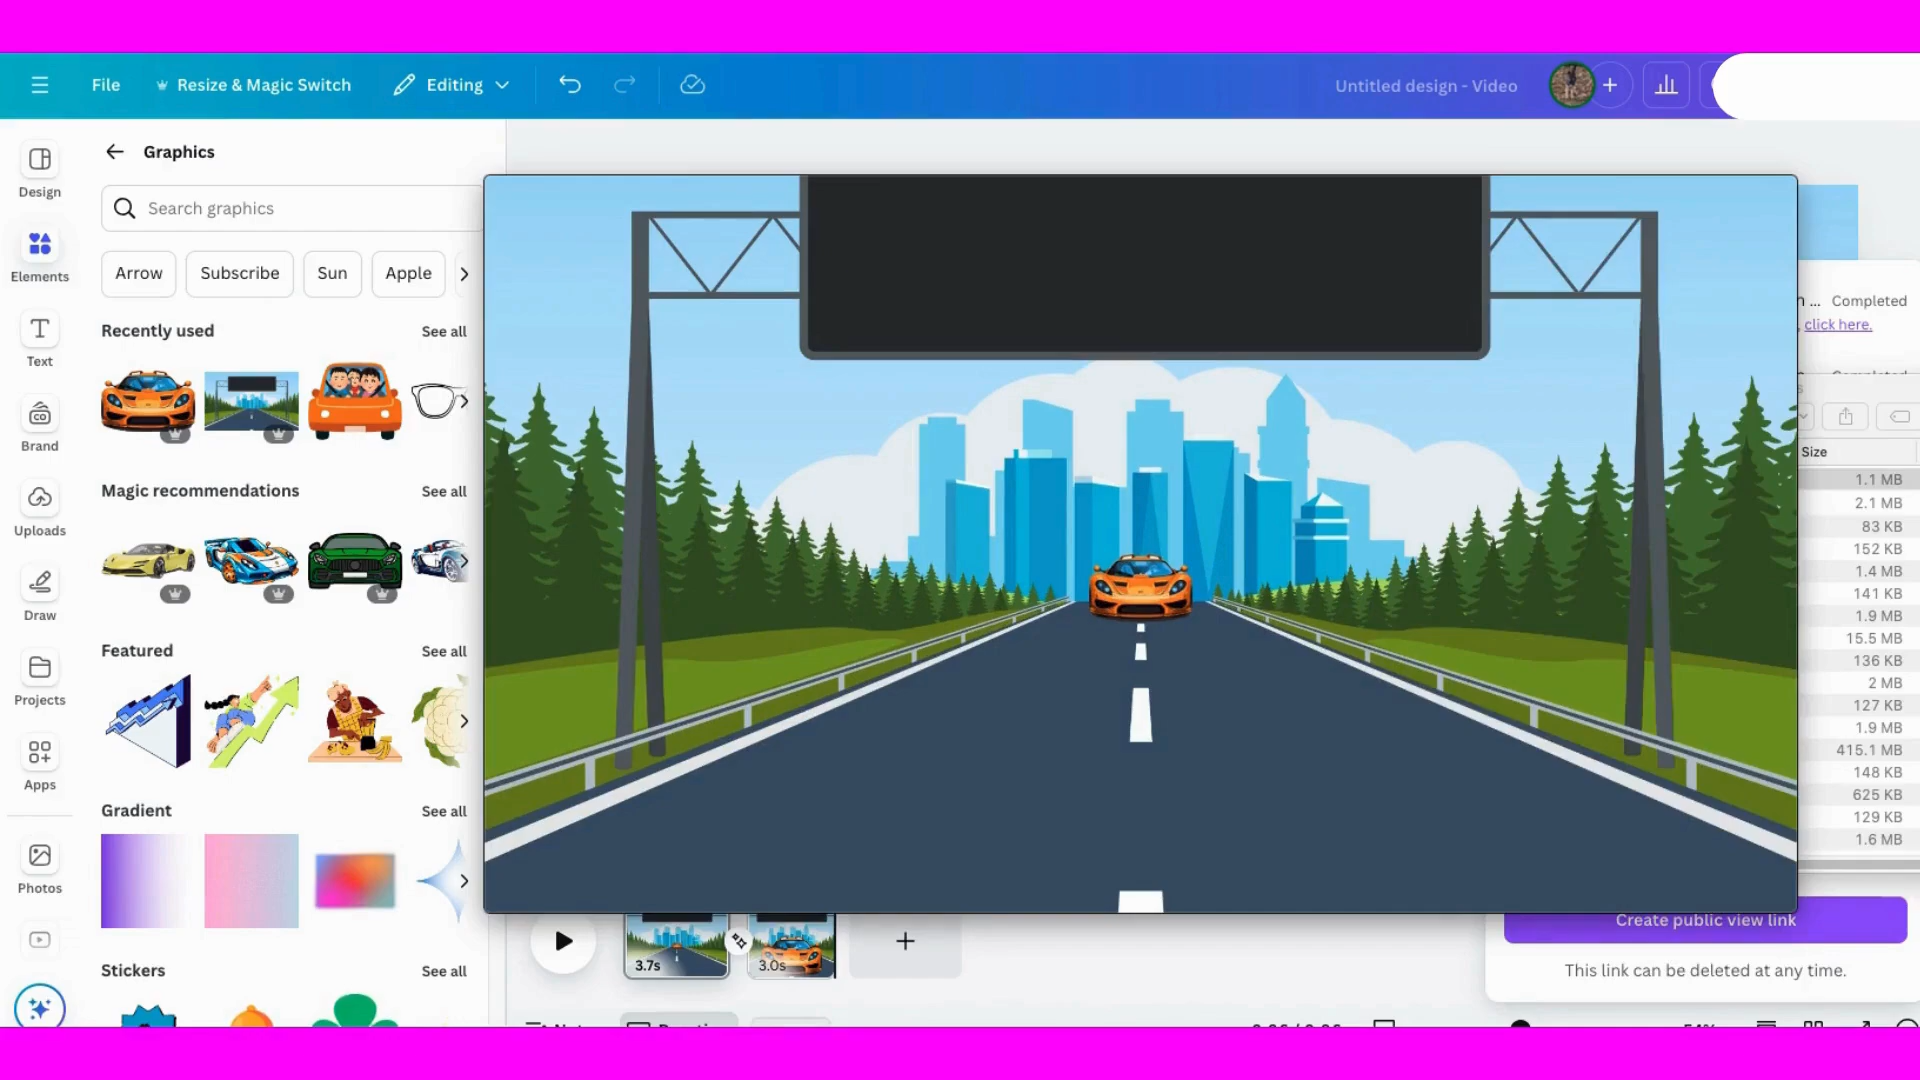 File
Resize & Magic Switch
Editing
Untitled design - Video
Design
Elements
Text
Brand
Uploads
Draw
Projects
Apps
Photos
Graphics
Search graphics
Arrow
Subscribe
Sun
Apple
Recently used
See all
Magic recommendations
See all
Featured
See all
Gradient
See all
Stickers
See all
3.7s
3.0s
... Completed
click here.
Size
1.1 MB
2.1 MB
83 KB
152 KB
1.4 MB
141 KB
1.9 MB
15.5 MB
136 KB
2 MB
127 KB
1.9 MB
415.1 MB
148 KB
625 KB
129 KB
1.6 MB
Create public view link
This link can be deleted at any time.